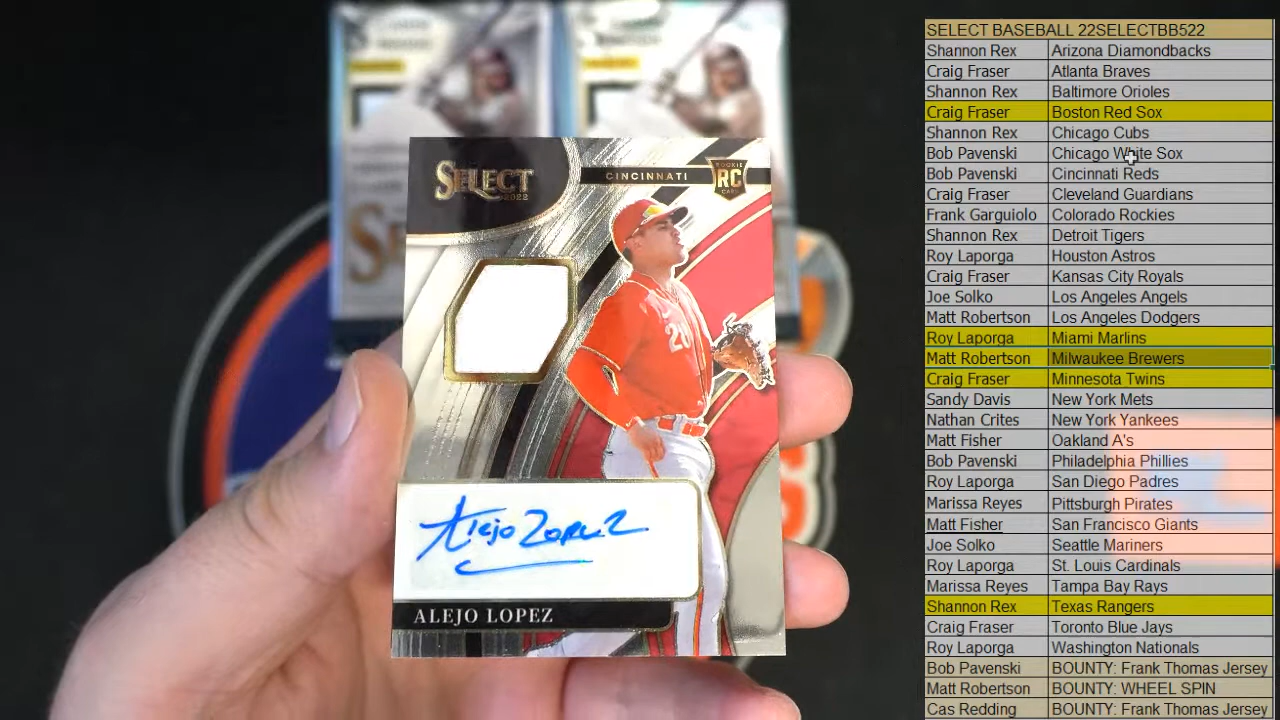 SELECT
2022
CINCINNATI
ROOKIE
RC
CARD
20
Alejo Lopez
ALEJO LOPEZ
SELECT BASEBALL 22SELECTBB522
Shannon Rex Arizona Diamondbacks
Craig Fraser Atlanta Braves
Shannon Rex Baltimore Orioles
Craig Fraser Boston Red Sox
Shannon Rex Chicago Cubs
Bob Pavenski Chicago White Sox
Bob Pavenski Cincinnati Reds
Craig Fraser Cleveland Guardians
Frank Garguiolo Colorado Rockies
Shannon Rex Detroit Tigers
Roy Laporga Houston Astros
Craig Fraser Kansas City Royals
Joe Solko Los Angeles Angels
Matt Robertson Los Angeles Dodgers
Roy Laporga Miami Marlins
Matt Robertson Milwaukee Brewers
Craig Fraser Minnesota Twins
Sandy Davis New York Mets
Nathan Crites New York Yankees
Matt Fisher Oakland A's
Bob Pavenski Philadelphia Phillies
Roy Laporga San Diego Padres
Marissa Reyes Pittsburgh Pirates
Matt Fisher San Francisco Giants
Joe Solko Seattle Mariners
Roy Laporga St. Louis Cardinals
Marissa Reyes Tampa Bay Rays
Shannon Rex Texas Rangers
Craig Fraser Toronto Blue Jays
Roy Laporga Washington Nationals
Bob Pavenski BOUNTY: Frank Thomas Jersey
Matt Robertson BOUNTY: WHEEL SPIN
Cas Redding BOUNTY: Frank Thomas Jersey